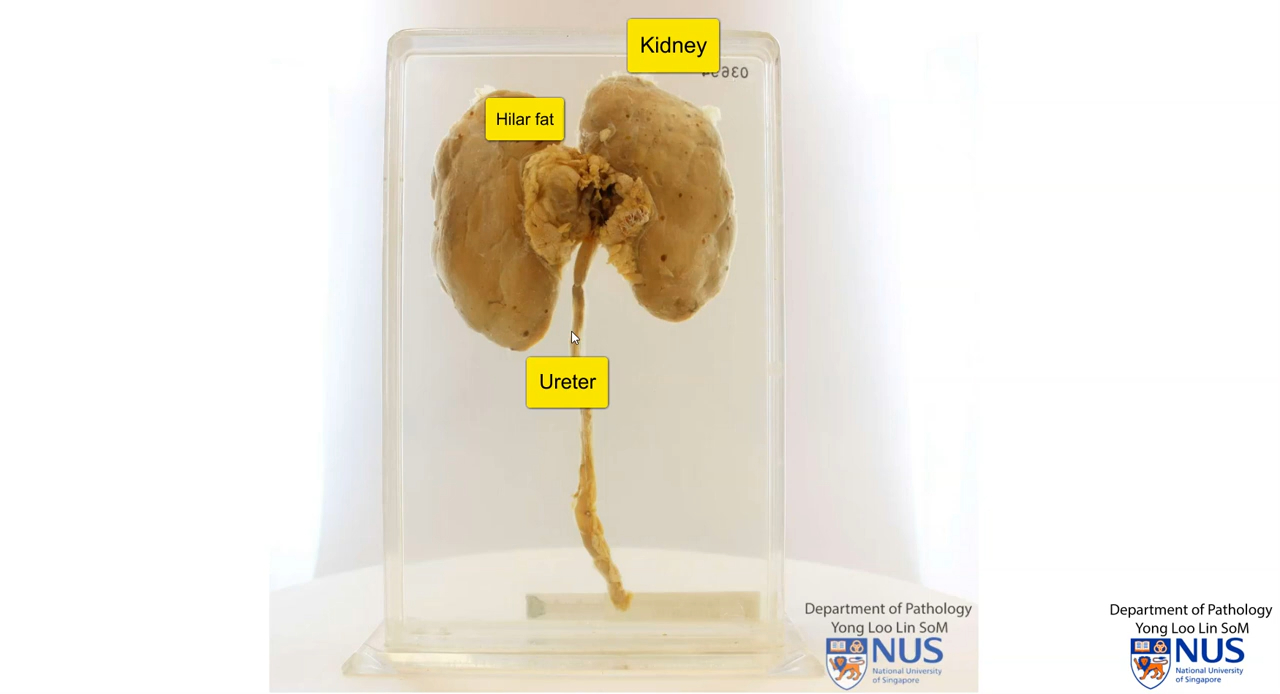 Kidney
Hilar fat
Ureter
Department of Pathology
Yong Loo Lin SoM
NUS
National University
of Singapore
Department of Pathology
Yong Loo Lin SoM
NUS
National University
of Singapore